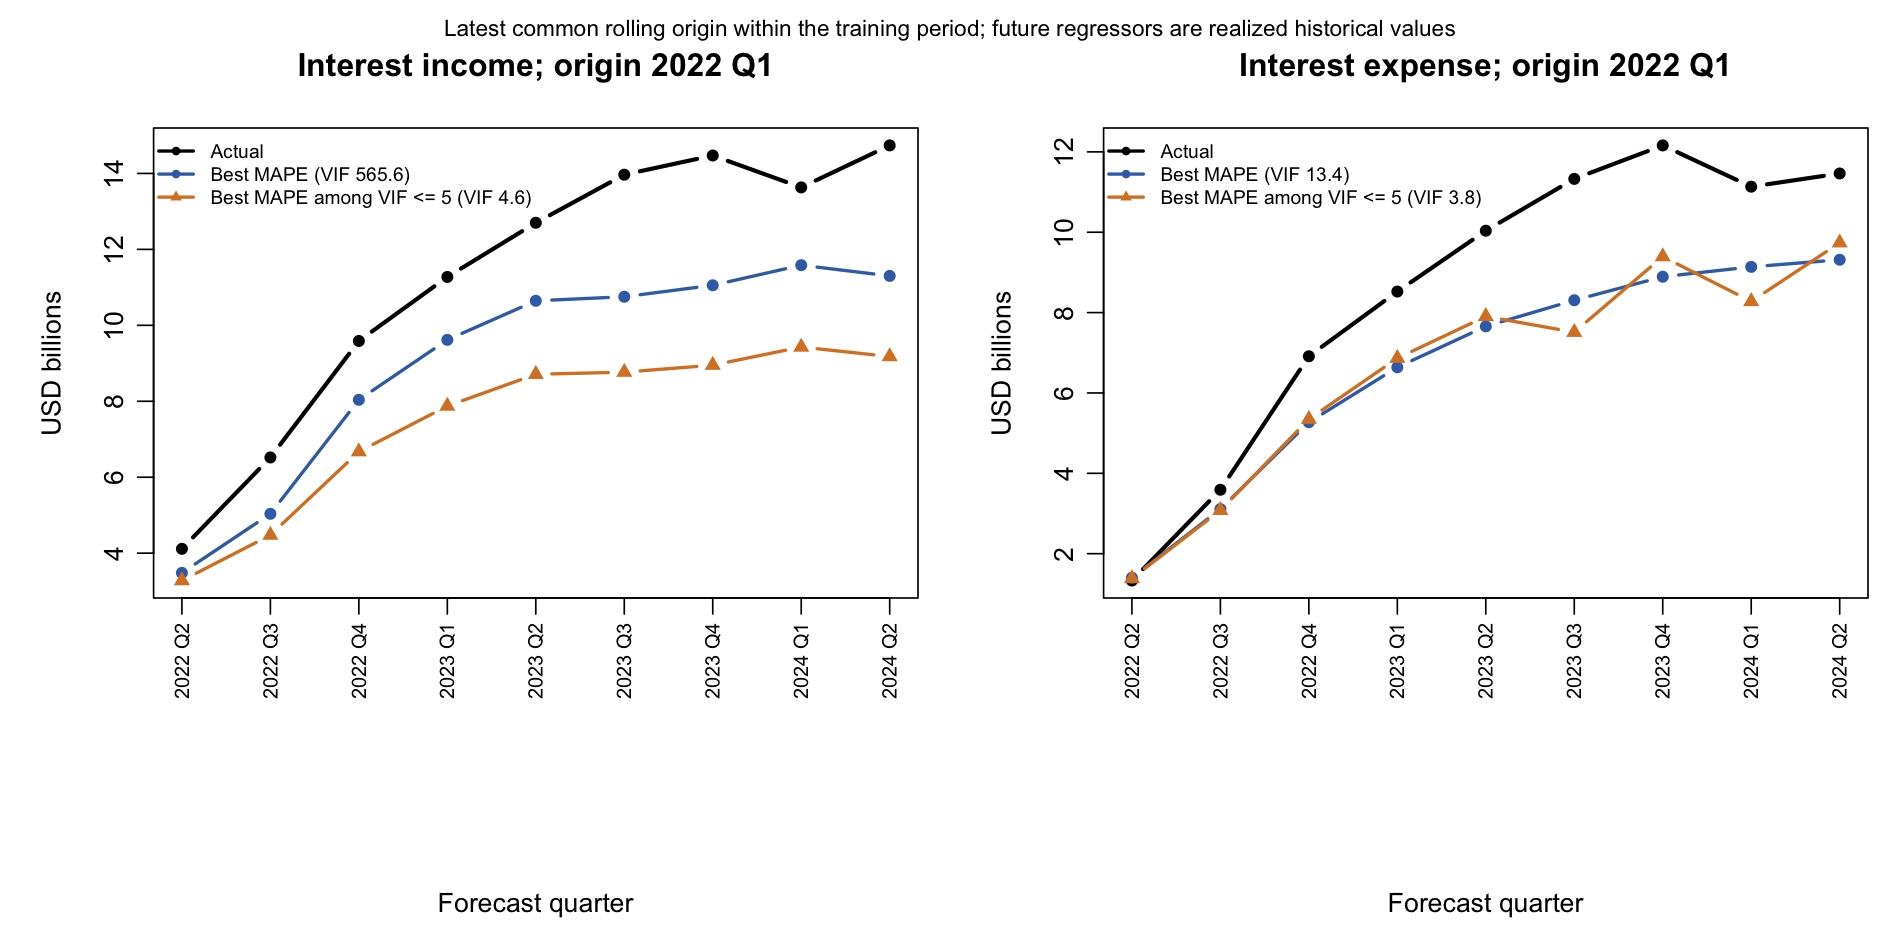 Latest common rolling origin within the training period; future regressors are realized historical values
Interest income; origin 2022 Q1
Actual
Best MAPE (VIF 565.6)
Best MAPE among VIF <= 5 (VIF 4.6)
USD billions
14
12
10
8
6
4
2022 Q2
2022 Q3
2022 Q4
2023 Q1
2023 Q2
2023 Q3
2023 Q4
2024 Q1
2024 Q2
Forecast quarter
Interest expense; origin 2022 Q1
Actual
Best MAPE (VIF 13.4)
Best MAPE among VIF <= 5 (VIF 3.8)
USD billions
12
10
8
6
4
2
2022 Q2
2022 Q3
2022 Q4
2023 Q1
2023 Q2
2023 Q3
2023 Q4
2024 Q1
2024 Q2
Forecast quarter